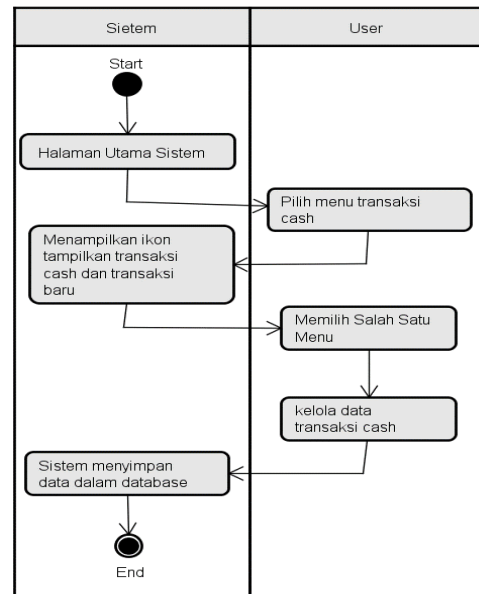 Sietem
User
Start
Halaman Utama Sistem
Pilih menu transaksi
cash
Menampilkan ikon
tampilkan transaksi
cash dan transaksi
baru
Memilih Salah Satu
Menu
kelola data
transaksi cash
Sistem menyimpan
data dalam database
End